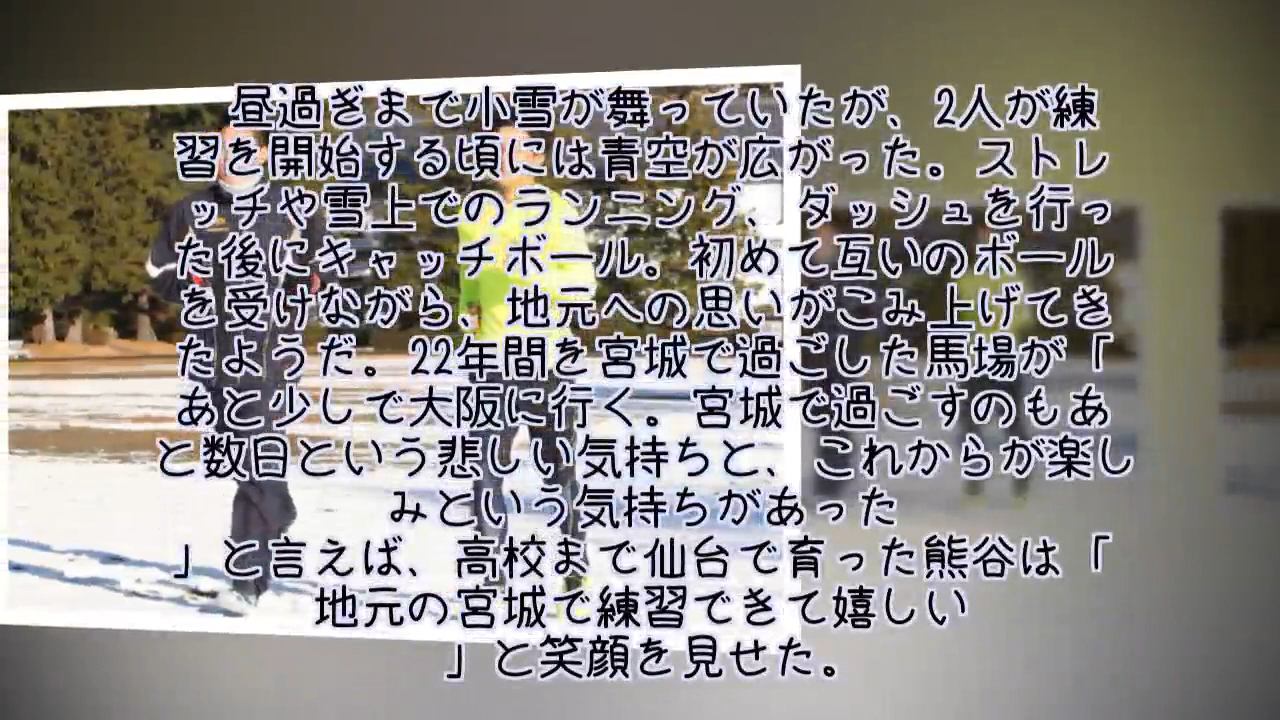 昼過ぎまで小雪が舞っていたが、2人が練
習を開始する頃には青空が広がった。ストレ
ッチや雪上でのランニング、ダッシュを行っ
た後にキャッチボール。初めて互いのボール
を受けながら、地元への思いがこみ上げてき
たようだ。22年間を宮城で過ごした馬場が「
あと少しで大阪に行く。宮城で過ごすのもあ
と数日という悲しい気持ちと、これからが楽し
みという気持ちがあった
」と言えば、高校まで仙台で育った熊谷は「
地元の宮城で練習できて嬉しい
」と笑顔を見せた。